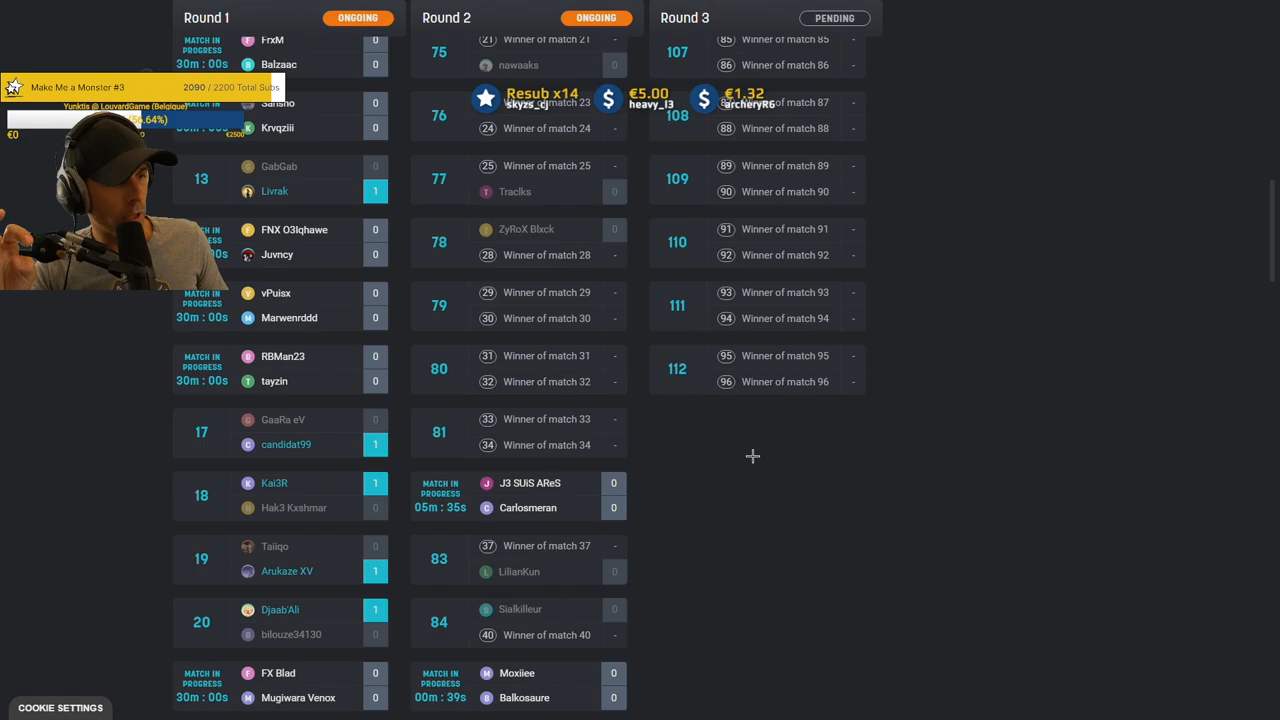 Round 1
ONGOING
Round 2
ONGOING
Round 3
PENDING
MATCH IN PROGRESS
30m : 00s
F FrxM 0
Balzaac 0
Make Me a Monster #3 2090 / 2200 Total Subs
Yunktis @ LouvardGame (Belgique)
€0
€2500
Sansho
K Krvqziii 0
13
G GabGab 0
Livrak 1
F FNX O3lqhawe 0
Juvncy 0
MATCH IN PROGRESS
30m : 00s
V vPuisx 0
M Marwenrddd 0
MATCH IN PROGRESS
30m : 00s
R RBMan23 0
T tayzin 0
17
G GaaRa eV 0
C candidat99 1
18
K Kai3R 1
H Hak3 Kxshmar 0
19
Taiiqo 0
Arukaze XV 1
20
Djaab'Ali 1
B bilouze34130 0
MATCH IN PROGRESS
30m : 00s
F FX Blad 0
M Mugiwara Venox 0
75
21 Winner of match 21 -
nawaaks 0
Resub x14
skyzs_cj
€5.00
heavy_l3
€1.32
archeryR6
76
24 Winner of match 24 -
77
25 Winner of match 25 -
T Traclks 0
78
Z ZyRoX Blxck 0
28 Winner of match 28 -
79
29 Winner of match 29 -
30 Winner of match 30 -
80
31 Winner of match 31 -
32 Winner of match 32 -
81
33 Winner of match 33 -
34 Winner of match 34 -
MATCH IN PROGRESS
05m : 35s
J J3 SUiS AReS 0
C Carlosmeran 0
83
37 Winner of match 37 -
L LilianKun 0
84
S Sialkilleur 0
40 Winner of match 40 -
MATCH IN PROGRESS
00m : 39s
M Moxiiee 0
B Balkosaure 0
107
85 Winner of match 85 -
86 Winner of match 86 -
108
88 Winner of match 88 -
109
89 Winner of match 89 -
90 Winner of match 90 -
110
91 Winner of match 91 -
92 Winner of match 92 -
111
93 Winner of match 93 -
94 Winner of match 94 -
112
95 Winner of match 95 -
96 Winner of match 96 -
COOKIE SETTINGS